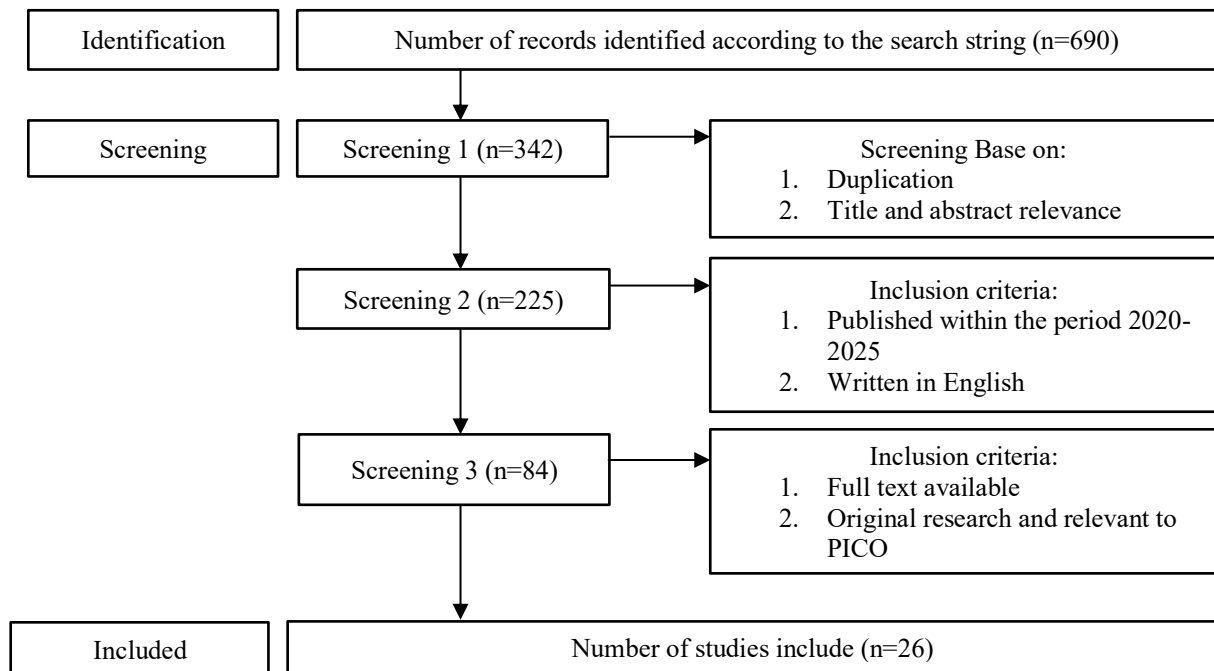 Identification
Number of records identified according to the search string (n=690)
Screening
Screening 1 (n=342)
Screening Base on:
1. Duplication
2. Title and abstract relevance
Screening 2 (n=225)
Inclusion criteria:
1. Published within the period 2020-
2025
2. Written in English
Screening 3 (n=84)
Inclusion criteria:
1. Full text available
2. Original research and relevant to
PICO
Included
Number of studies include (n=26)